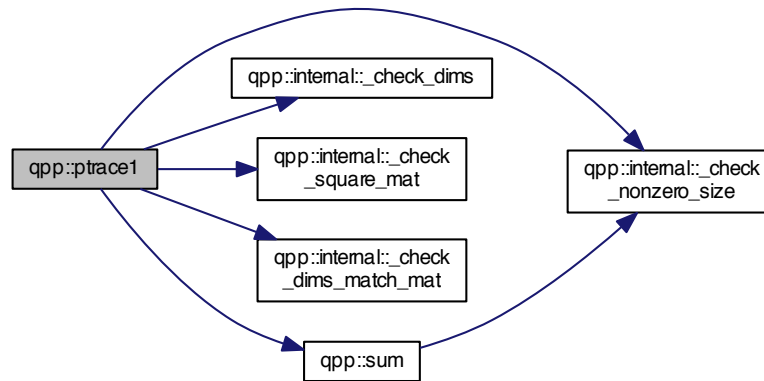 qpp::ptrace1
qpp::internal::_check_dims
qpp::internal::_check
_square_mat
qpp::internal::_check
_dims_match_mat
qpp::sum
qpp::internal::_check
_nonzero_size